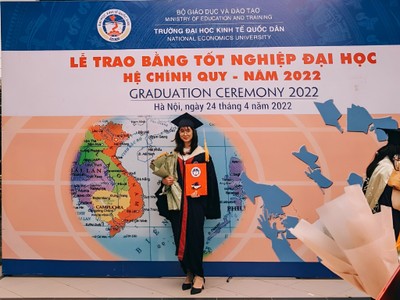 BỘ GIÁO DỤC VÀ ĐÀO TẠO
MINISTRY OF EDUCATION AND TRAINING
TRƯỜNG ĐẠI HỌC KINH TẾ QUỐC DÂN
NATIONAL ECONOMICS UNIVERSITY
LỄ TRAO BẰNG TỐT NGHIỆP ĐẠI HỌC
HỆ CHÍNH QUY - NĂM 2022
GRADUATION CEREMONY 2022
Hà Nội, ngày 24 tháng 4 năm 2022
CAMPUCHIA
PHI